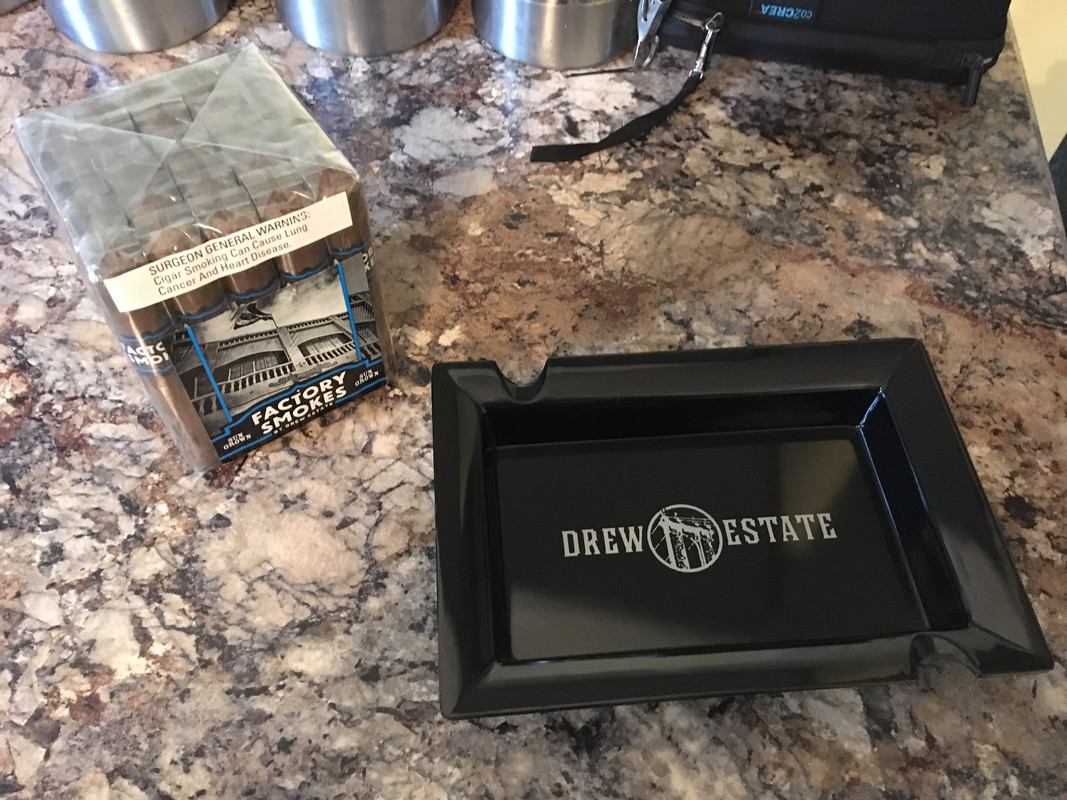 CO2CREA
SURGEON GENERAL WARNING:
Cigar Smoking Can Cause Lung
Cancer And Heart Disease.
FACTORY
SMOKES
BY DREW ESTATE
SUN
GROWN
SUN
GROWN
DREW ESTATE